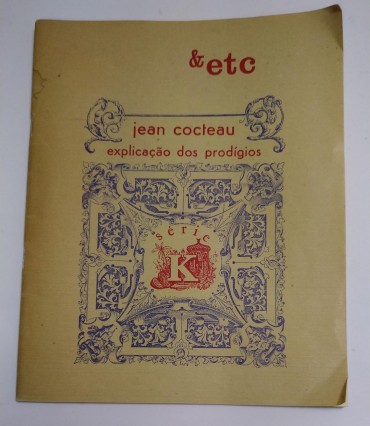 & etc
jean cocteau
explicação dos prodígios
série
K